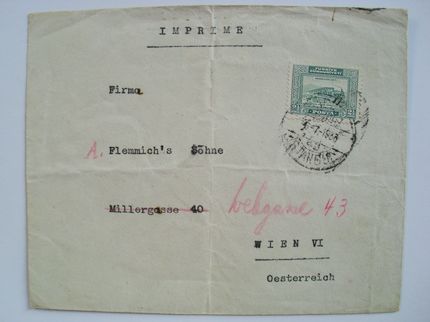 IMPRIME
Firma
A. Flemmich's Söhne
Millergasse 40 Webgasse 43
WIEN VI
Oesterreich